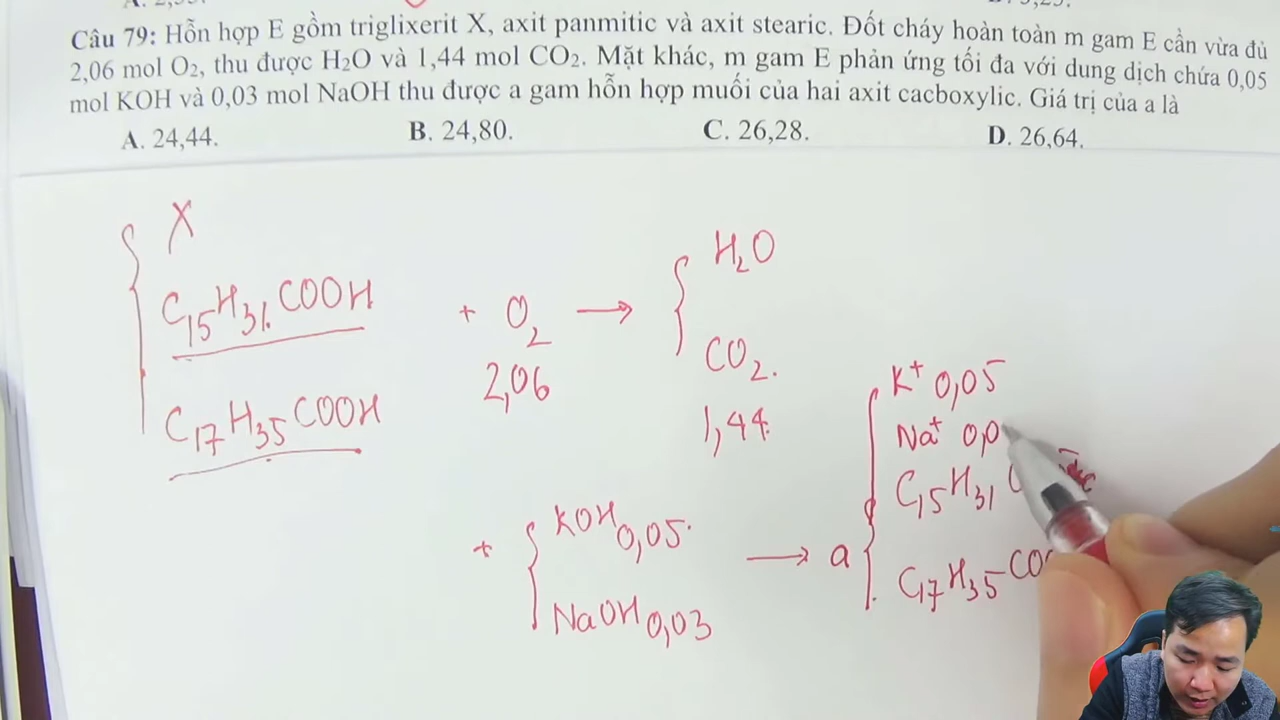 Câu 79: Hỗn hợp E gồm triglixerit X, axit panmitic và axit stearic. Đốt cháy hoàn toàn m gam E cần vừa đủ
2,06 mol O₂, thu được H₂O và 1,44 mol CO₂. Mặt khác, m gam E phản ứng tối đa với dung dịch chứa 0,05
mol KOH và 0,03 mol NaOH thu được a gam hỗn hợp muối của hai axit cacboxylic. Giá trị của a là
A. 24,44. B. 24,80. C. 26,28. D. 26,64.
X
C₁₅H₃₁COOH + O₂ → H₂O
2,06 CO₂.
C₁₇H₃₅COOH 1,44
K⁺ 0,05
Na⁺ 0,0
C₁₅H₃₁
+ KOH 0,05 → a
C₁₇H₃₅COO
NaOH 0,03